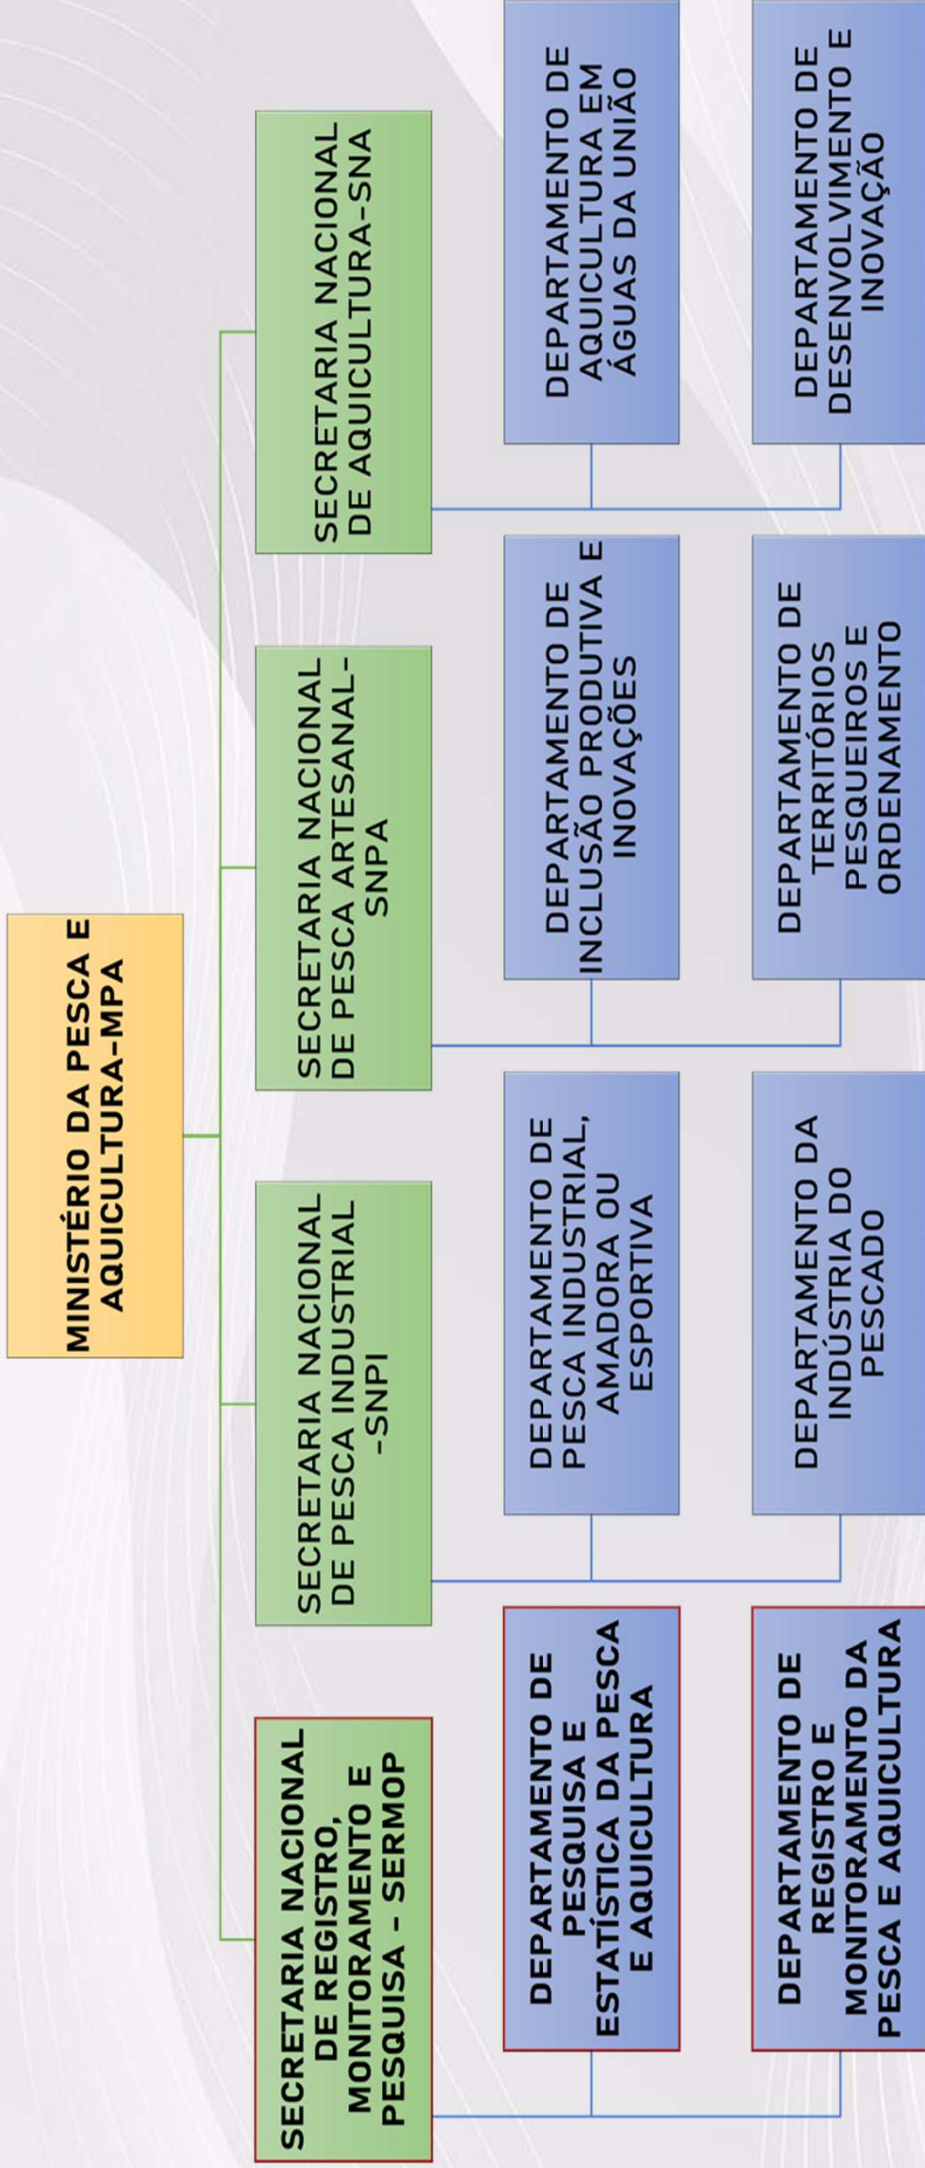 MINISTÉRIO DA PESCA E
AQUICULTURA-MPA
SECRETARIA NACIONAL
DE REGISTRO,
MONITORAMENTO E
PESQUISA - SERMOP
SECRETARIA NACIONAL
DE PESCA INDUSTRIAL
-SNPI
SECRETARIA NACIONAL
DE PESCA ARTESANAL-
SNPA
SECRETARIA NACIONAL
DE AQUICULTURA-SNA
DEPARTAMENTO DE
PESQUISA E
ESTATÍSTICA DA PESCA
E AQUICULTURA
DEPARTAMENTO DE
PESCA INDUSTRIAL,
AMADORA OU
ESPORTIVA
DEPARTAMENTO DE
INCLUSÃO PRODUTIVA E
INOVAÇÕES
DEPARTAMENTO DE
AQUICULTURA EM
ÁGUAS DA UNIÃO
DEPARTAMENTO DE
REGISTRO E
MONITORAMENTO DA
PESCA E AQUICULTURA
DEPARTAMENTO DA
INDÚSTRIA DO
PESCADO
DEPARTAMENTO DE
TERRITÓRIOS
PESQUEIROS E
ORDENAMENTO
DEPARTAMENTO DE
DESENVOLVIMENTO E
INOVAÇÃO